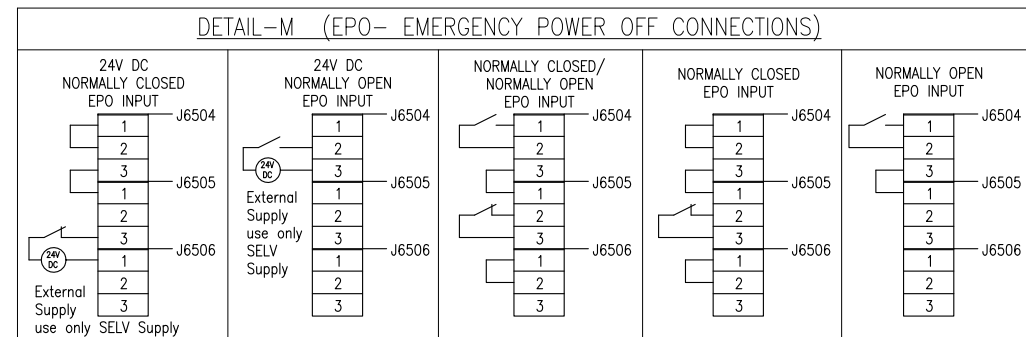 DETAIL-M (EPO- EMERGENCY POWER OFF CONNECTIONS)
24V DC
NORMALLY CLOSED
EPO INPUT
J6504
1
2
3
J6505
1
2
3
J6506
1
2
3
24V
DC
External
Supply
use only SELV Supply
24V DC
NORMALLY OPEN
EPO INPUT
J6504
1
2
3
J6505
1
2
3
J6506
1
2
3
24V
DC
External
Supply
use only
SELV
Supply
NORMALLY CLOSED/
NORMALLY OPEN
EPO INPUT
J6504
1
2
3
J6505
1
2
3
J6506
1
2
3
NORMALLY CLOSED
EPO INPUT
J6504
1
2
3
J6505
1
2
3
J6506
1
2
3
NORMALLY OPEN
EPO INPUT
J6504
1
2
3
J6505
1
2
3
J6506
1
2
3